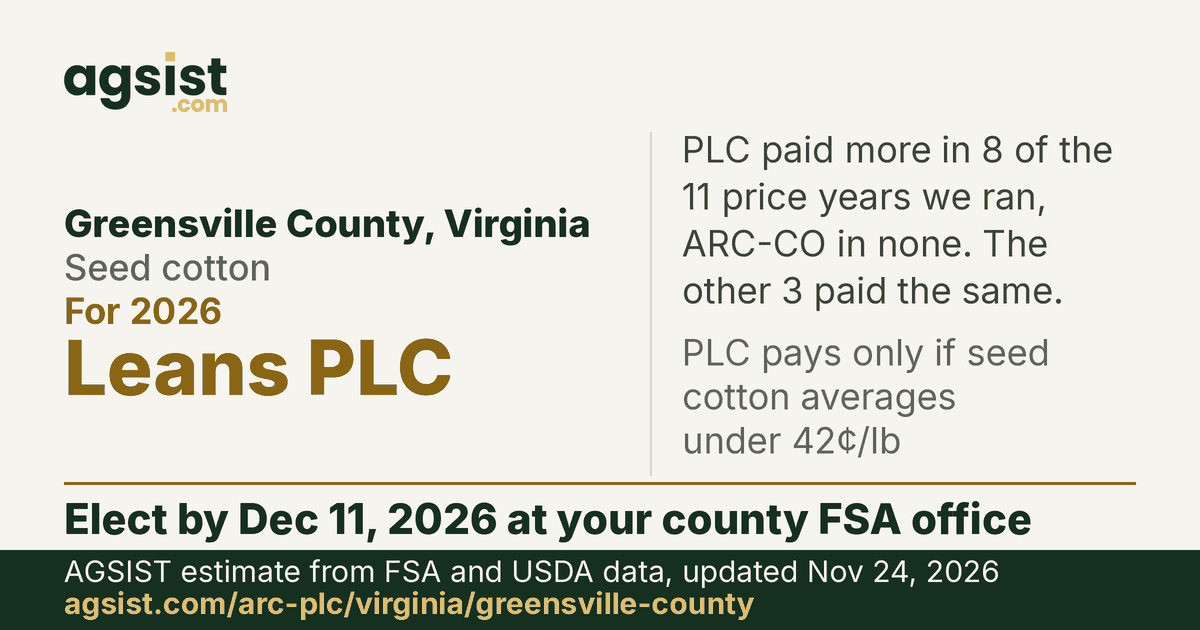 agsist
.com
Greensville County, Virginia
Seed cotton
For 2026
Leans PLC
PLC paid more in 8 of the
11 price years we ran,
ARC-CO in none. The
other 3 paid the same.
PLC pays only if seed
cotton averages
under 42¢/lb
Elect by Dec 11, 2026 at your county FSA office
AGSIST estimate from FSA and USDA data, updated Nov 24, 2026
agsist.com/arc-plc/virginia/greensville-county